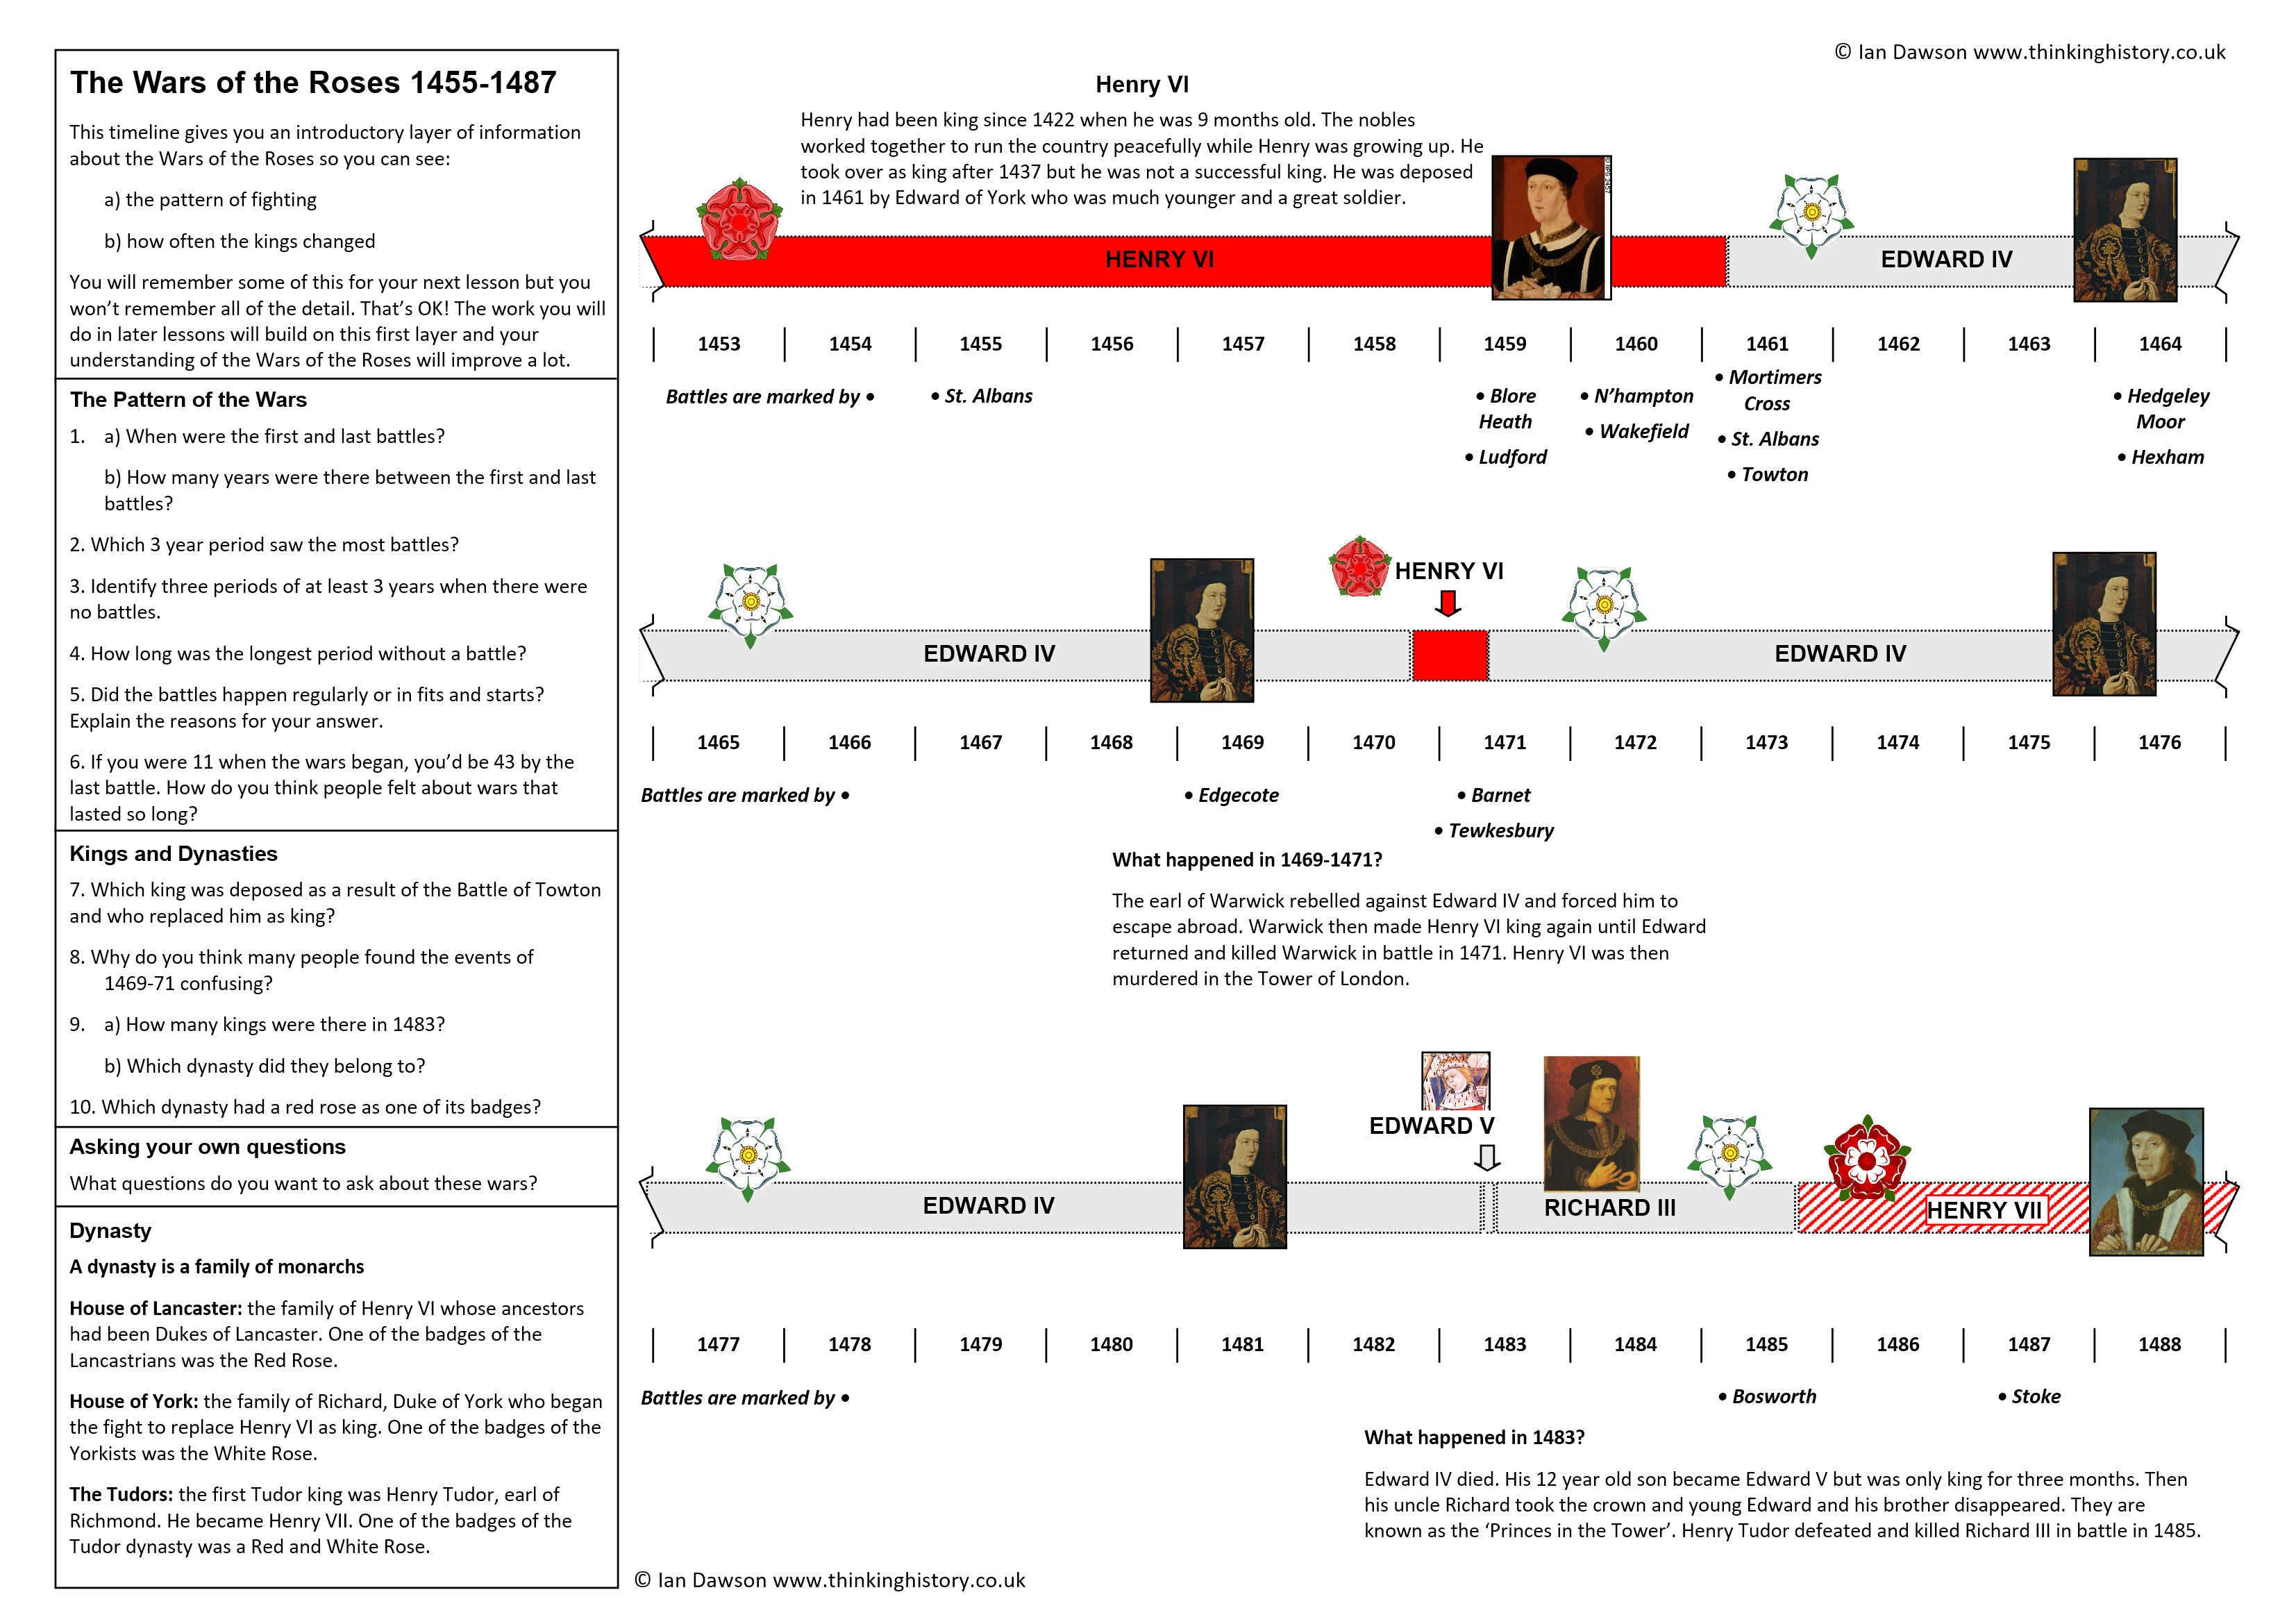 © Ian Dawson www.thinkinghistory.co.uk
The Wars of the Roses 1455-1487
This timeline gives you an introductory layer of information
about the Wars of the Roses so you can see:
a) the pattern of fighting
b) how often the kings changed
You will remember some of this for your next lesson but you
won’t remember all of the detail. That’s OK! The work you will
do in later lessons will build on this first layer and your
understanding of the Wars of the Roses will improve a lot.
The Pattern of the Wars
1. a) When were the first and last battles?
b) How many years were there between the first and last
battles?
2. Which 3 year period saw the most battles?
3. Identify three periods of at least 3 years when there were
no battles.
4. How long was the longest period without a battle?
5. Did the battles happen regularly or in fits and starts?
Explain the reasons for your answer.
6. If you were 11 when the wars began, you’d be 43 by the
last battle. How do you think people felt about wars that
lasted so long?
Kings and Dynasties
7. Which king was deposed as a result of the Battle of Towton
and who replaced him as king?
8. Why do you think many people found the events of
1469-71 confusing?
9. a) How many kings were there in 1483?
b) Which dynasty did they belong to?
10. Which dynasty had a red rose as one of its badges?
Asking your own questions
What questions do you want to ask about these wars?
Dynasty
A dynasty is a family of monarchs
House of Lancaster: the family of Henry VI whose ancestors
had been Dukes of Lancaster. One of the badges of the
Lancastrians was the Red Rose.
House of York: the family of Richard, Duke of York who began
the fight to replace Henry VI as king. One of the badges of the
Yorkists was the White Rose.
The Tudors: the first Tudor king was Henry Tudor, earl of
Richmond. He became Henry VII. One of the badges of the
Tudor dynasty was a Red and White Rose.
Henry VI
Henry had been king since 1422 when he was 9 months old. The nobles
worked together to run the country peacefully while Henry was growing up. He
took over as king after 1437 but he was not a successful king. He was deposed
in 1461 by Edward of York who was much younger and a great soldier.
HENRY VI EDWARD IV
1453 1454 1455 1456 1457 1458 1459 1460 1461 1462 1463 1464
Battles are marked by •
• St. Albans
• Blore
Heath
• Ludford
• N’hampton
• Wakefield
• Mortimers
Cross
• St. Albans
• Towton
• Hedgeley
Moor
• Hexham
HENRY VI
EDWARD IV EDWARD IV
1465 1466 1467 1468 1469 1470 1471 1472 1473 1474 1475 1476
Battles are marked by •
• Edgecote
• Barnet
• Tewkesbury
What happened in 1469-1471?
The earl of Warwick rebelled against Edward IV and forced him to
escape abroad. Warwick then made Henry VI king again until Edward
returned and killed Warwick in battle in 1471. Henry VI was then
murdered in the Tower of London.
EDWARD V
EDWARD IV RICHARD III HENRY VII
1477 1478 1479 1480 1481 1482 1483 1484 1485 1486 1487 1488
Battles are marked by •
• Bosworth
• Stoke
What happened in 1483?
Edward IV died. His 12 year old son became Edward V but was only king for three months. Then
his uncle Richard took the crown and young Edward and his brother disappeared. They are
known as the ‘Princes in the Tower’. Henry Tudor defeated and killed Richard III in battle in 1485.
© Ian Dawson www.thinkinghistory.co.uk